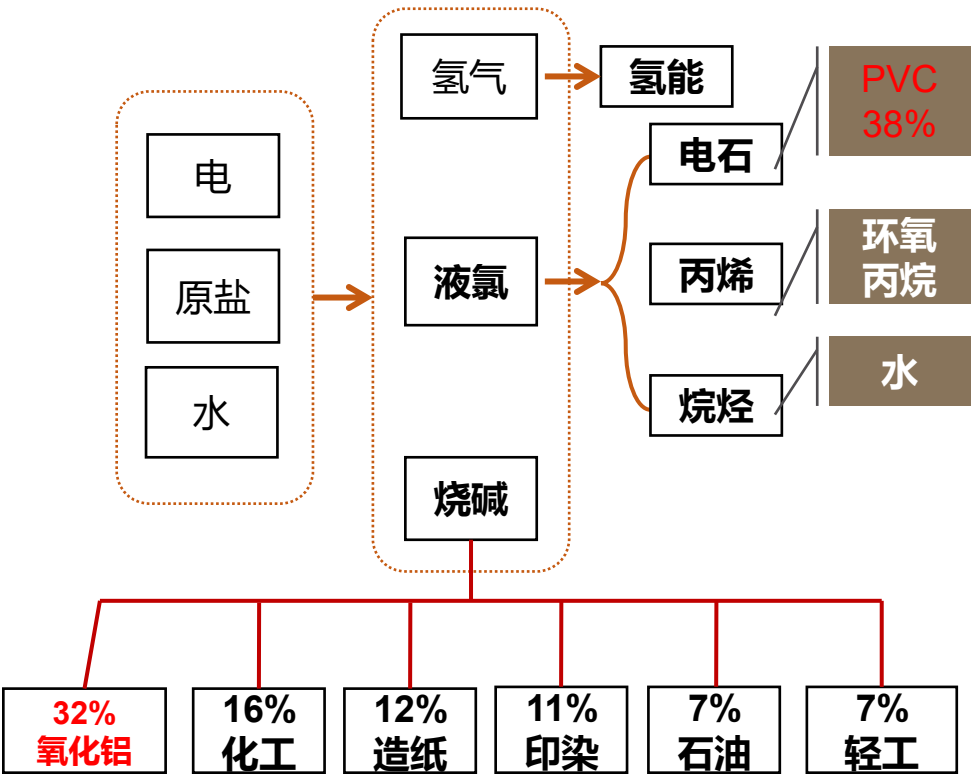 电
原盐
水
氢气
液氯
烧碱
氢能
电石
丙烯
烷烃
PVC
38%
环氧
丙烷
水
32%
氧化铝
16%
化工
12%
造纸
11%
印染
7%
石油
7%
轻工